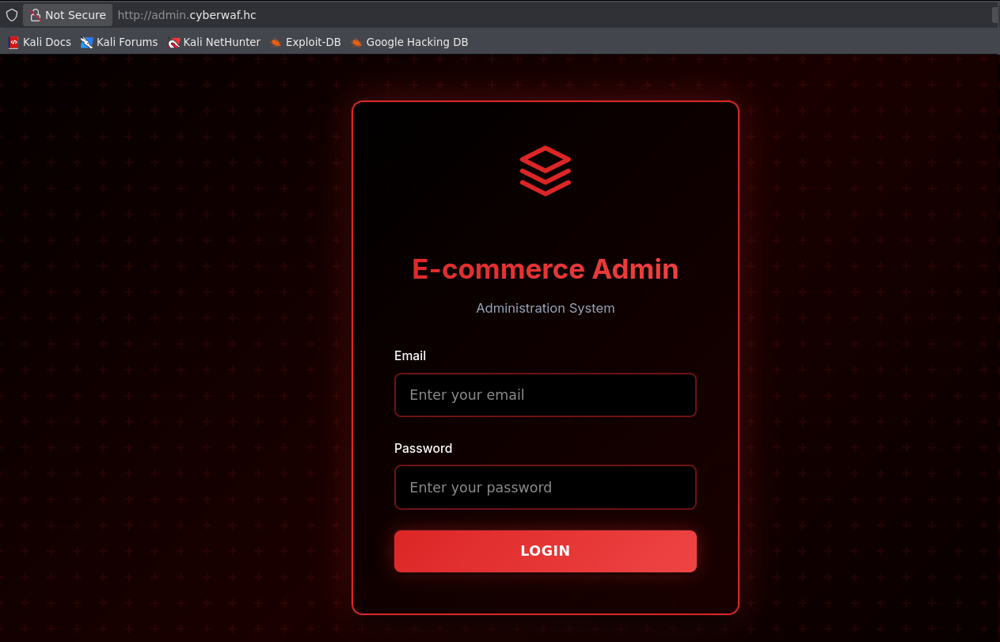 Not Secure http://admin.cyberwaf.hc
Kali Docs Kali Forums Kali NetHunter Exploit-DB Google Hacking DB
E-commerce Admin
Administration System
Email
Enter your email
Password
Enter your password
LOGIN